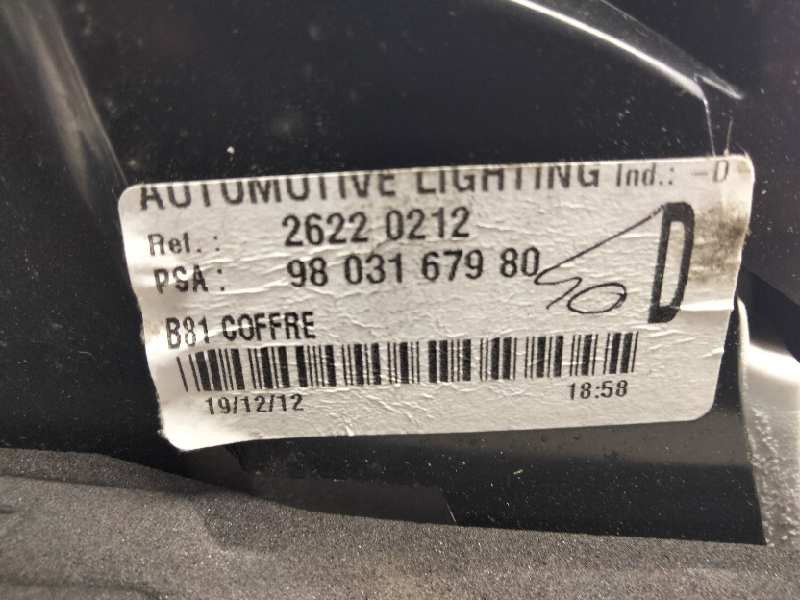 AUTOMOTIVE LIGHTING Ind.: -D
Ref.: 2622 0212
PSA: 98 031 679 80 D
B81 COFFRE
19/12/12 18:58